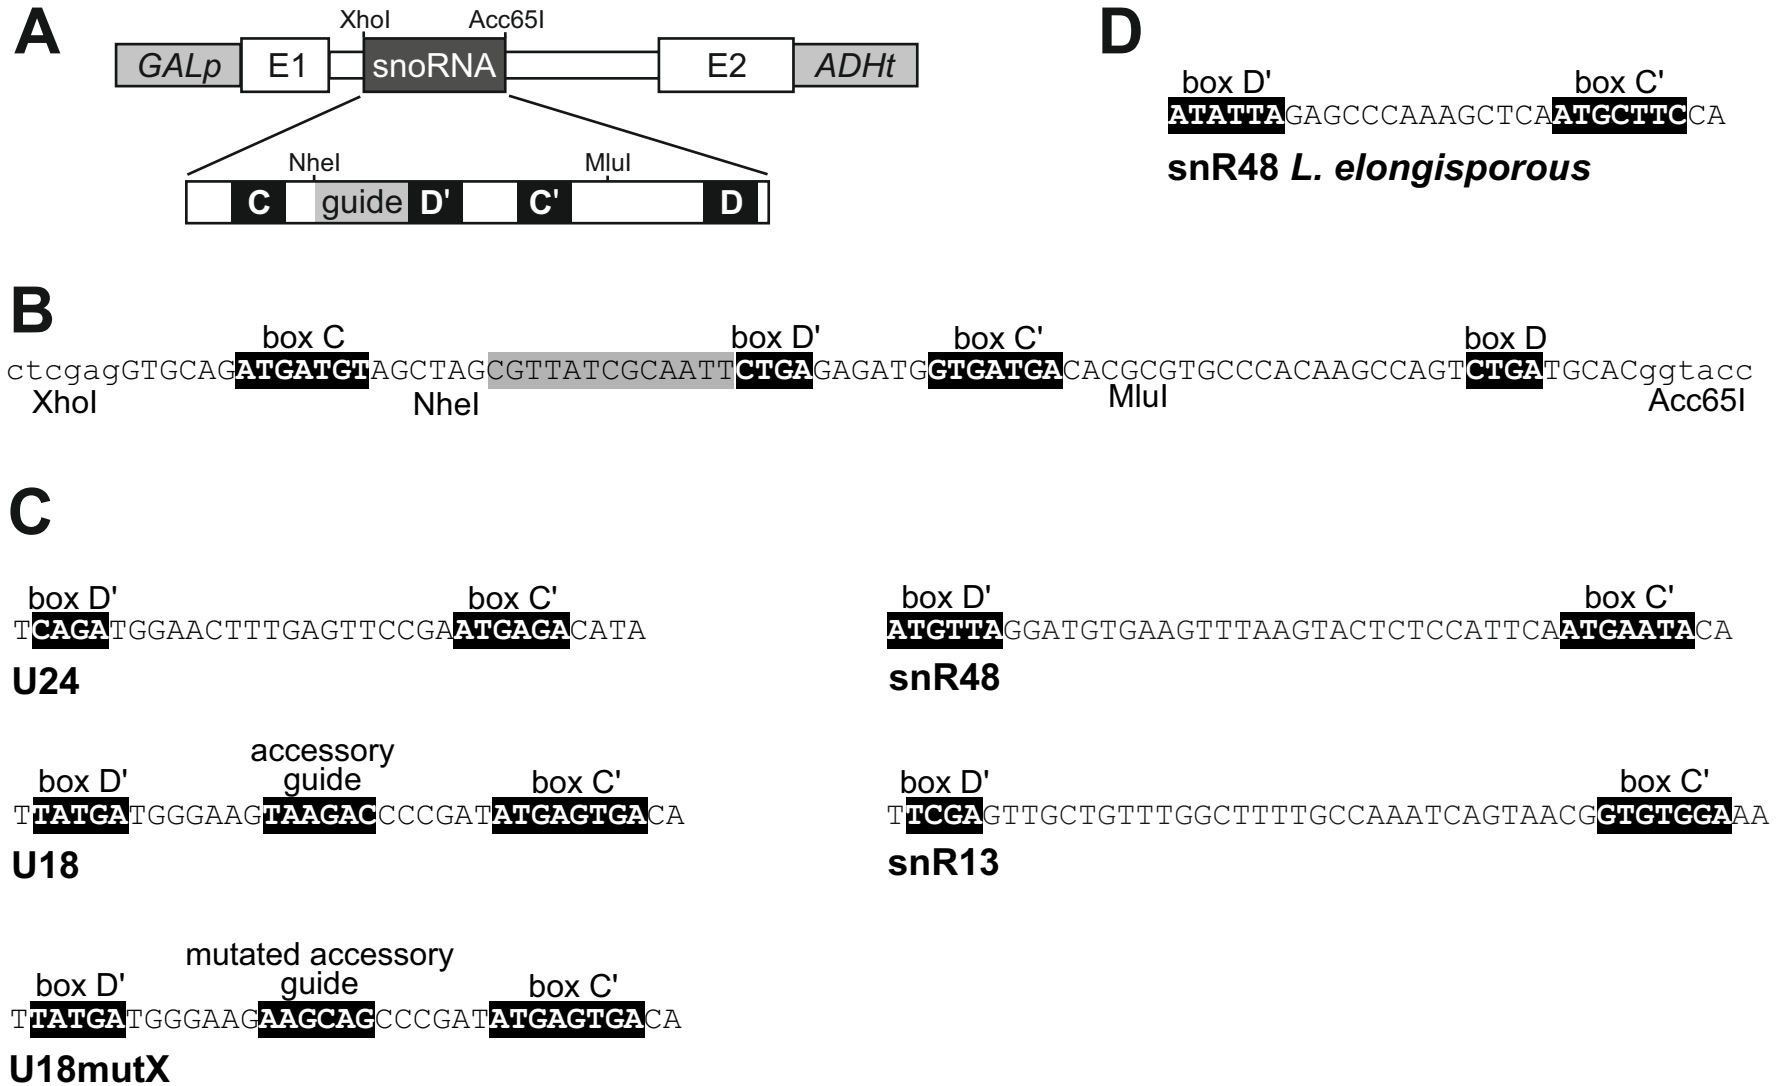 A
XhoI Acc65I
GALp E1 snoRNA E2 ADHt
NheI MluI
C guide D' C' D
D
box D' box C'
ATATTAGAGCCCAAAGCTCAATGCTTCCA
snR48 L. elongisporous
B
box C box D' box C' box D
ctcgagGTGCAGATGATGTAGCTAGCGTTATCGCAATTCTGAGAGATGGTGATGACACGCGTGCCCACAAGCCAGTCTGATGCACggtacc
XhoI NheI MluI Acc65I
C
box D' box C'
TCAGATGGAACTTTGAGTTCCGAATGAGACATA
U24
box D' box C'
ATGTTAGGATGTGAAGTTTAAGTACTCTCCATTCAATGAATACA
snR48
accessory
box D' guide box C'
TTATGATGGGAAGTAAGACCCCGATATGAGTGACA
U18
box D' box C'
TTCGAGTTGCTGTTTGGCTTTTGCCAAATCAGTAACGGTGTGGAAA
snR13
mutated accessory
box D' guide box C'
TTATGATGGGAAGAAGCAGCCCGATATGAGTGACA
U18mutX